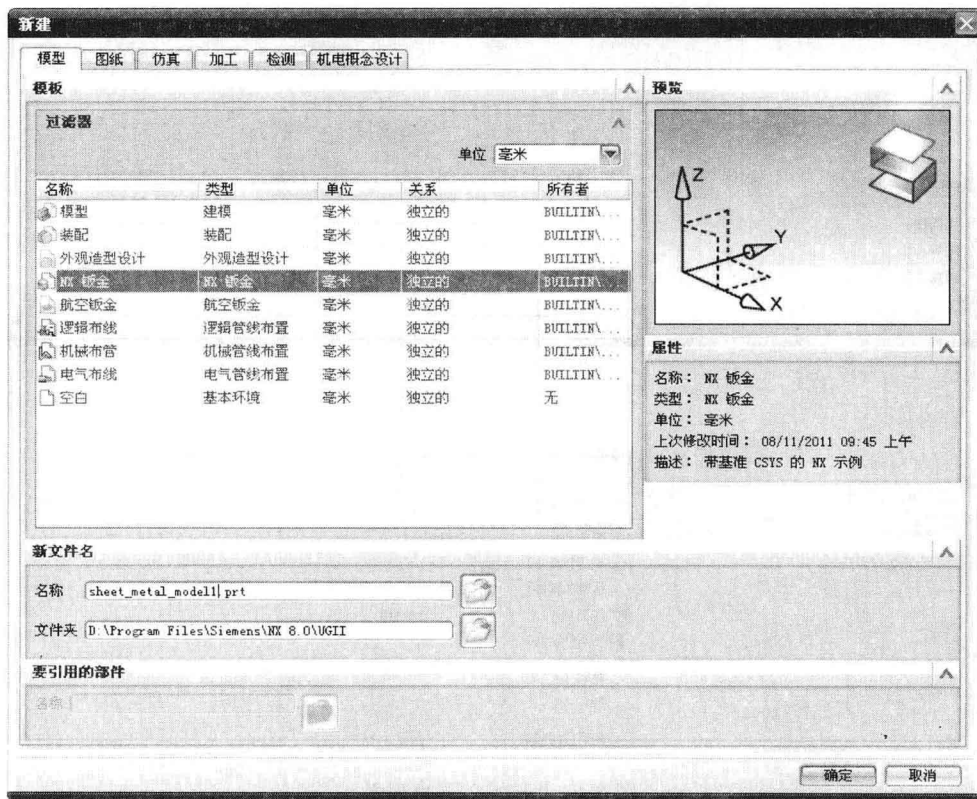 新建
模型 图纸 仿真 加工 检测 机电概念设计
模板
过滤器
单位 毫米
名称 类型 单位 关系 所有者
模型 建模 毫米 独立的 BUILTIN\...
装配 装配 毫米 独立的 BUILTIN\...
外观造型设计 外观造型设计 毫米 独立的 BUILTIN\...
NX 钣金 NX 钣金 毫米 独立的 BUILTIN\...
航空钣金 航空钣金 毫米 独立的 BUILTIN\...
逻辑布线 逻辑管线布置 毫米 独立的 BUILTIN\...
机械布管 机械管线布置 毫米 独立的 BUILTIN\...
电气布线 电气管线布置 毫米 独立的 BUILTIN\...
空白 基本环境 毫米 独立的 无
预览
Z
Y
X
属性
名称: NX 钣金
类型: NX 钣金
单位: 毫米
上次修改时间: 08/11/2011 09:45 上午
描述: 带基准 CSYS 的 NX 示例
新文件名
名称 sheet_metal_model1.prt
文件夹 D:\Program Files\Siemens\NX 8.0\UGII
要引用的部件
名称
确定 取消